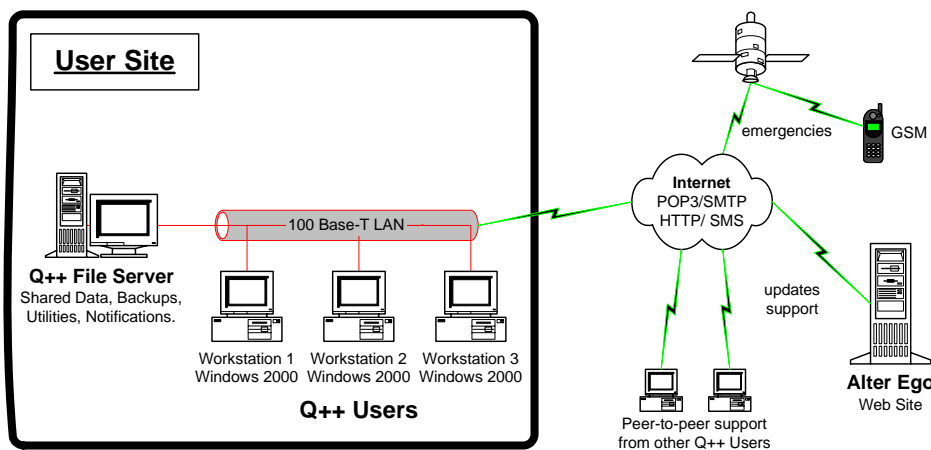 User Site
emergencies
GSM
Internet
POP3/SMTP
HTTP/ SMS
100 Base-T LAN
Q++ File Server
Shared Data, Backups,
Utilities, Notifications.
updates
support
Workstation 1
Windows 2000
Workstation 2
Windows 2000
Workstation 3
Windows 2000
Q++ Users
Alter Ego
Web Site
Peer-to-peer support
from other Q++ Users